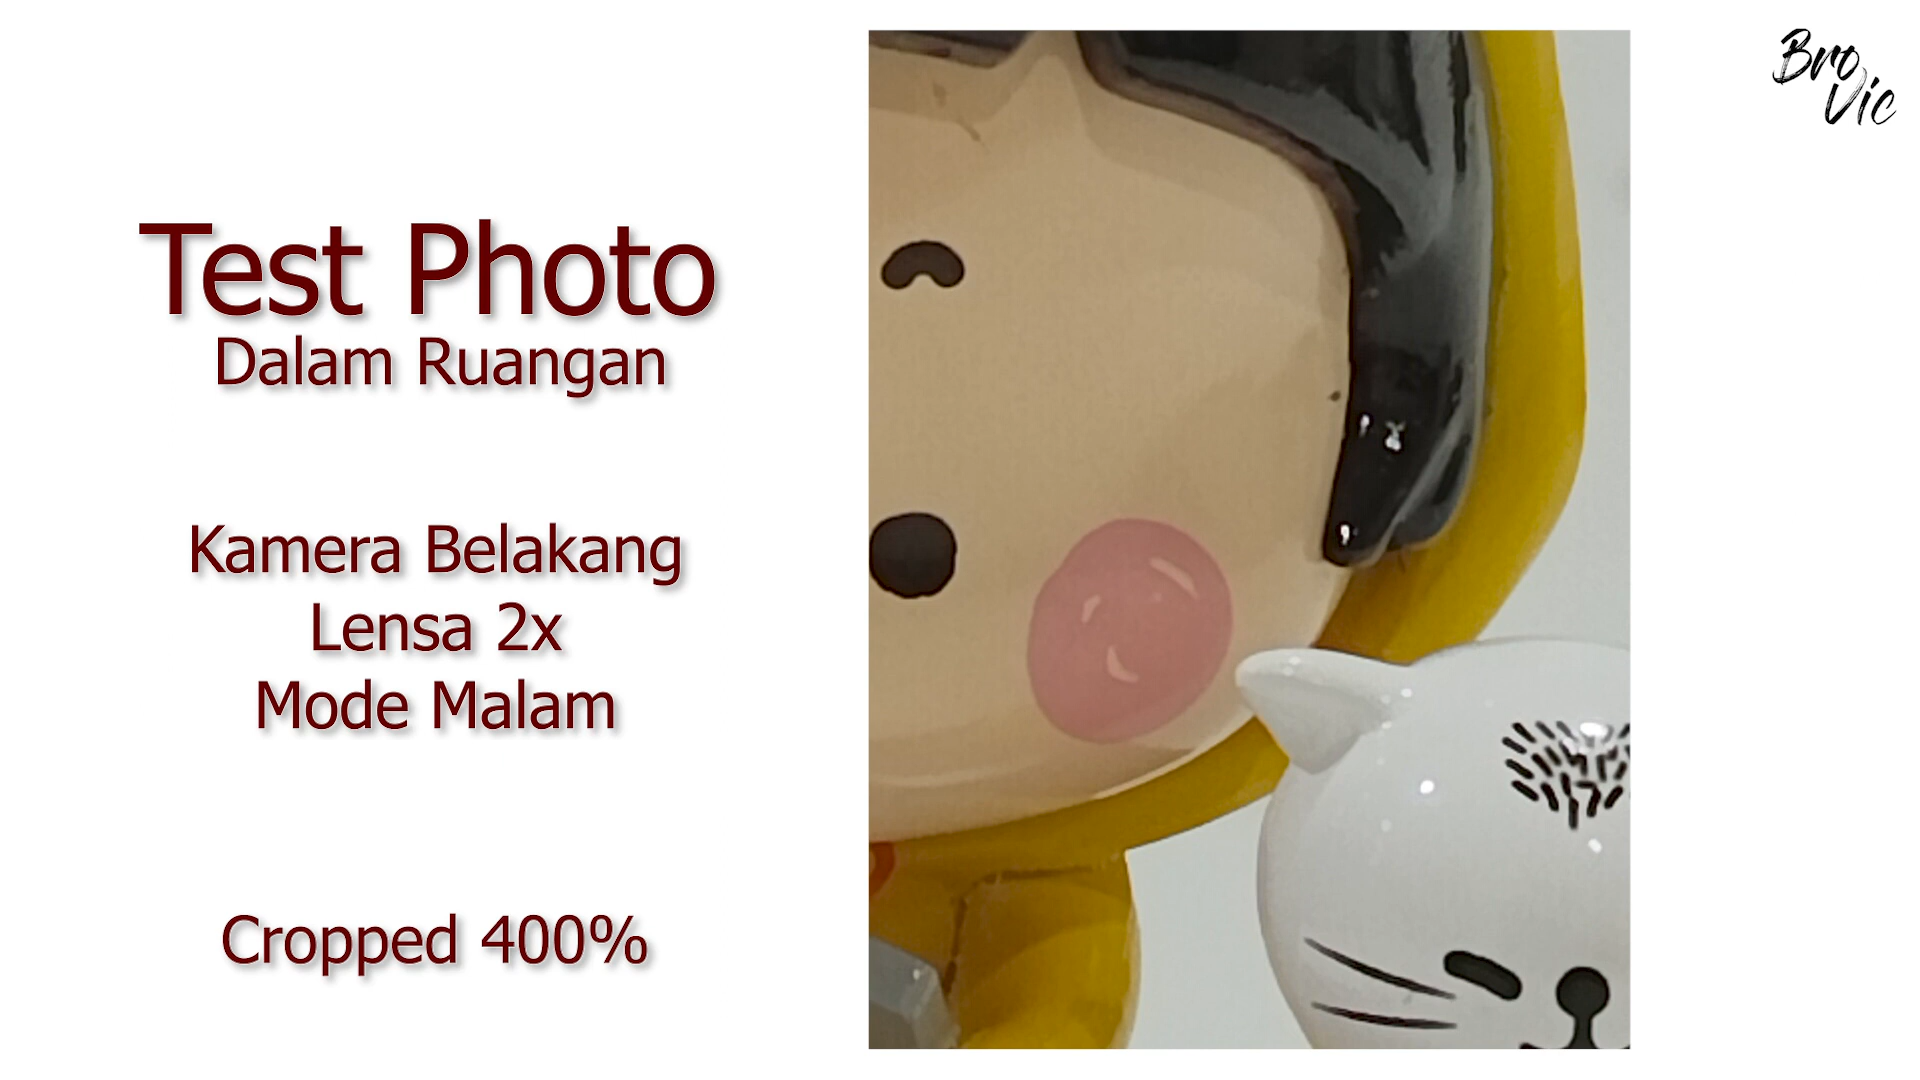 Bro
Vic
Test Photo
Dalam Ruangan
Kamera Belakang
Lensa 2x
Mode Malam
Cropped 400%